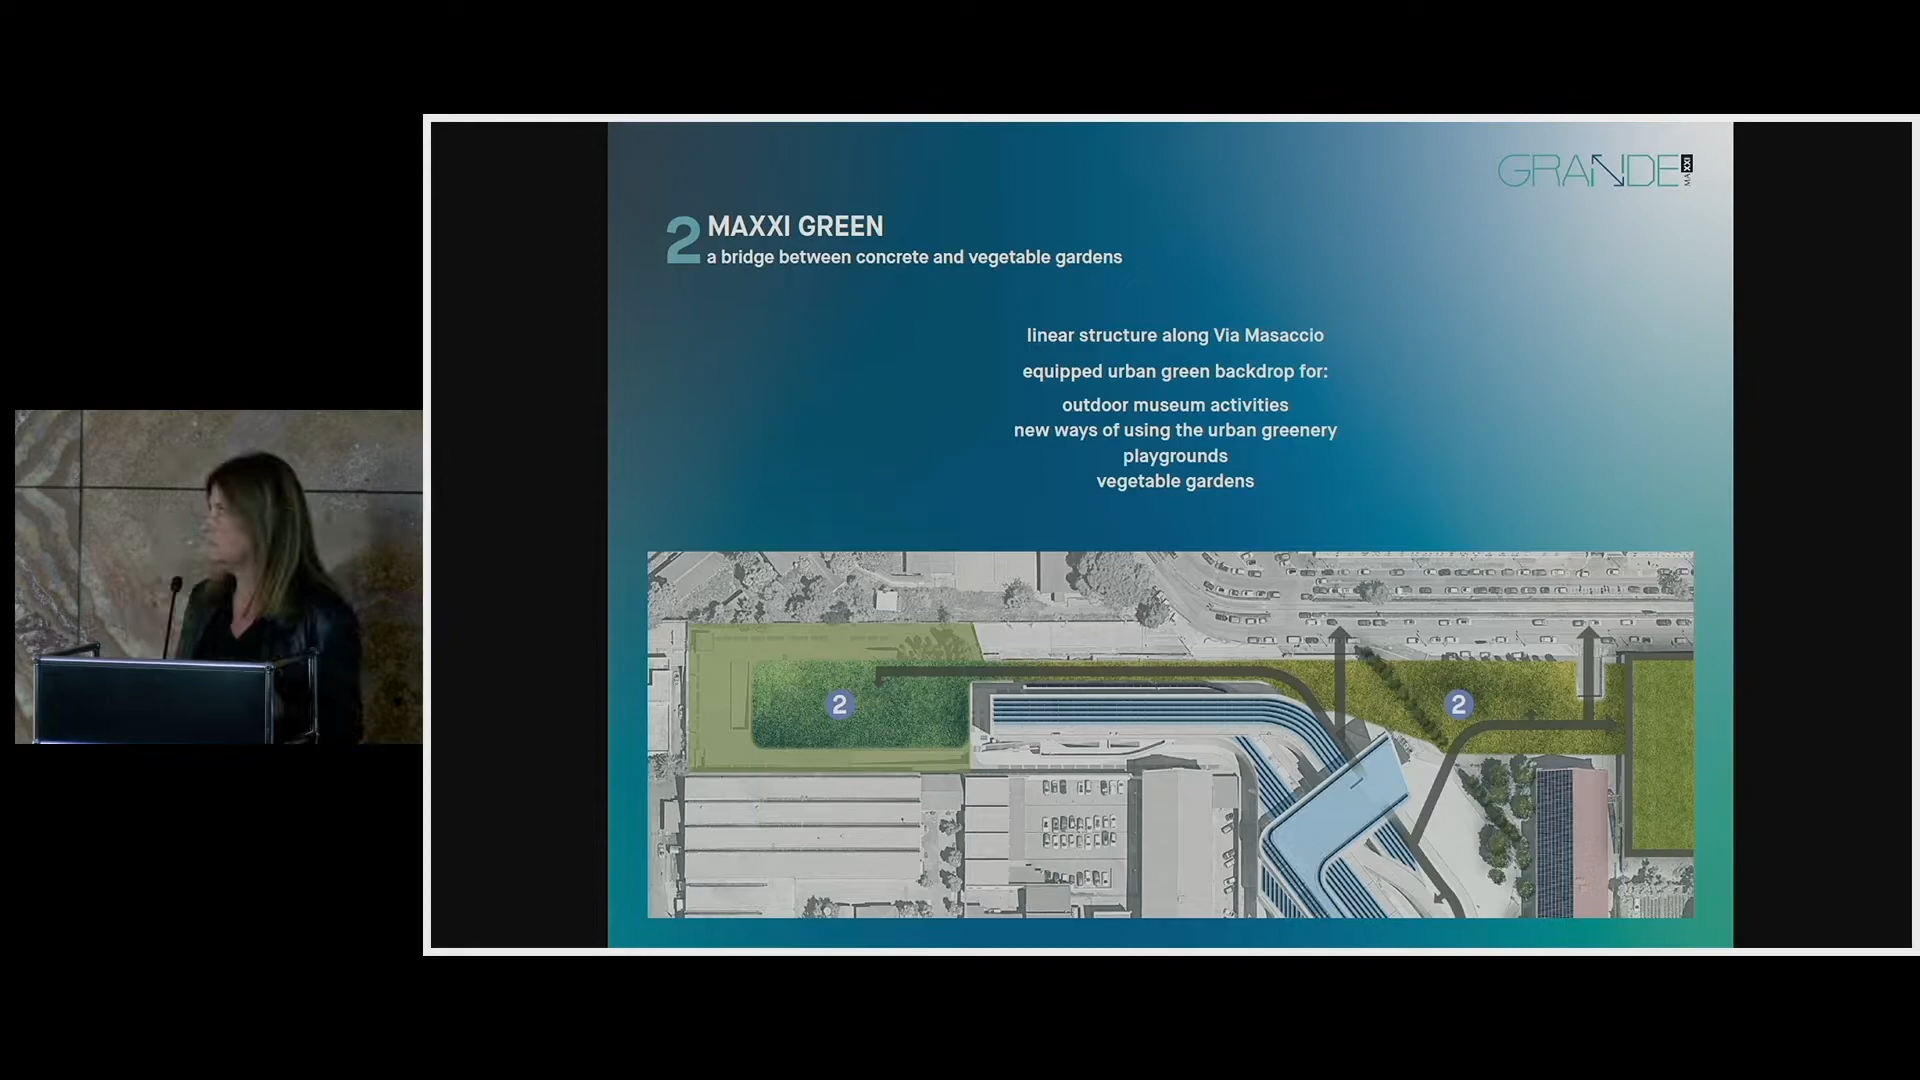 GRANDE MAXXI
2 MAXXI GREEN
a bridge between concrete and vegetable gardens
linear structure along Via Masaccio
equipped urban green backdrop for:
outdoor museum activities
new ways of using the urban greenery
playgrounds
vegetable gardens
2
2